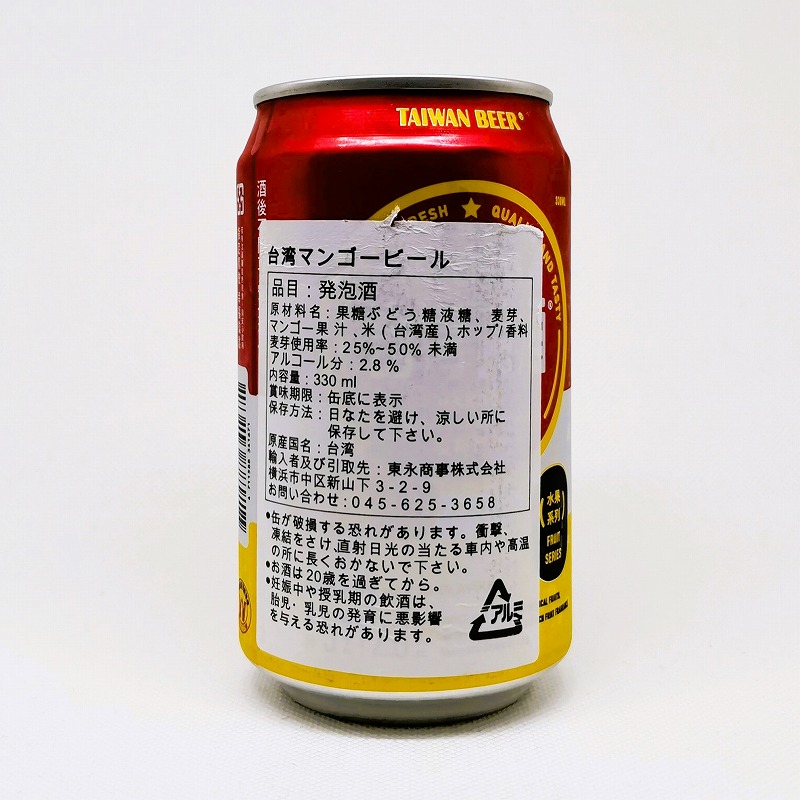 TAIWAN BEER®
酒後
330ML
FRESH ★ QUALITY AND TASTY
台湾マンゴービール
品目：発泡酒
原材料名：果糖ぶどう糖液糖、麦芽、
マンゴー果汁、米(台湾産)、ホップ/香料
麦芽使用率：25%~50% 未満
アルコール分：2.8 %
内容量：330 ml
賞味期限：缶底に表示
保存方法：日なたを避け、涼しい所に
保存して下さい。
原産国名：台湾
輸入者及び引取先：東永商事株式会社
横浜市中区新山下3-2-9
お問い合わせ:045-625-3658
●缶が破損する恐れがあります。衝撃、
凍結をさけ、直射日光の当たる車内や高温
の所に長くおかないで下さい。
●お酒は20歳を過ぎてから。
●妊娠中や授乳期の飲酒は、
胎児・乳児の発育に悪影響
を与える恐れがあります。
アルミ
水果
系列
FRUIT
SERIES